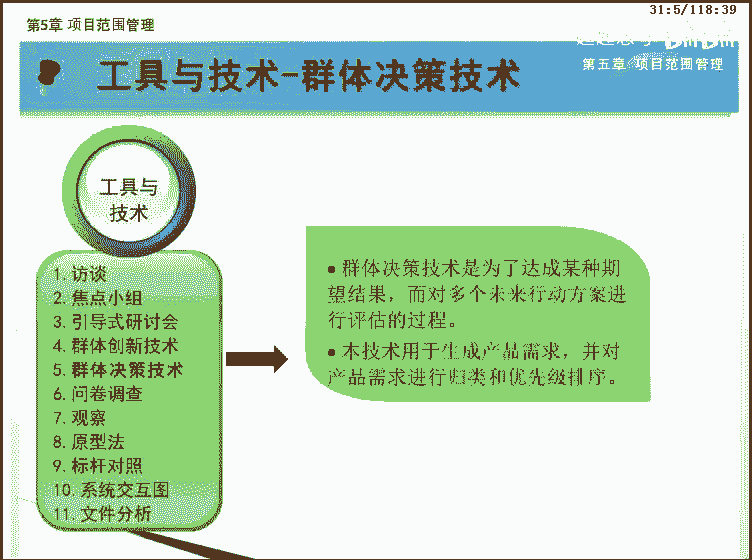 31:5/118:39
第5章 项目范围管理
工具与技术-群体决策技术
第五章 项目范围管理
工具与
技术
1. 访谈
2. 焦点小组
3. 引导式研讨会
4. 群体创新技术
5. 群体决策技术
6. 问卷调查
7. 观察
8. 原型法
9. 标杆对照
10. 系统交互图
11. 文件分析
●群体决策技术是为了达成某种期
望结果，而对多个未来行动方案进
行评估的过程。
●本技术用于生成产品需求，并对
产品需求进行归类和优先级排序。